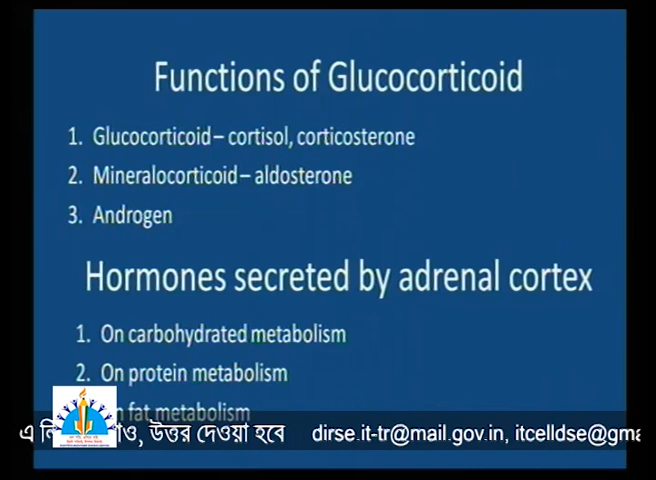 Functions of Glucocorticoid
1. Glucocorticoid – cortisol, corticosterone
2. Mineralocorticoid – aldosterone
3. Androgen
Hormones secreted by adrenal cortex
1. On carbohydrated metabolism
2. On protein metabolism
fat metabolism
এ উত্তর দেওয়া হবে dirse.it-tr@mail.gov.in, itcelldse@gma